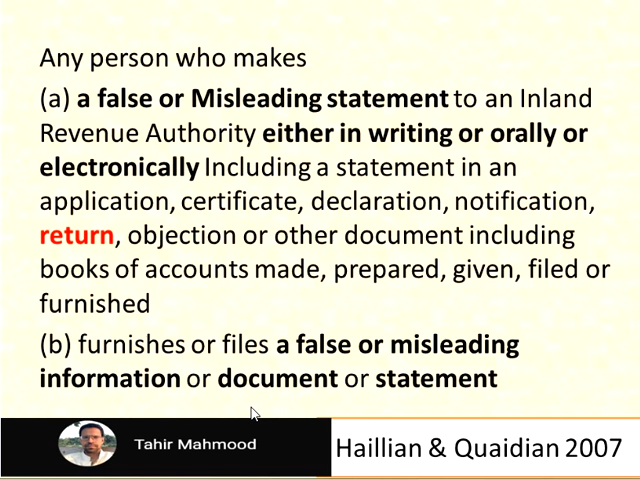 Any person who makes
(a) a false or Misleading statement to an Inland
Revenue Authority either in writing or orally or
electronically Including a statement in an
application, certificate, declaration, notification,
return, objection or other document including
books of accounts made, prepared, given, filed or
furnished
(b) furnishes or files a false or misleading
information or document or statement
Tahir Mahmood
Haillian & Quaidian 2007